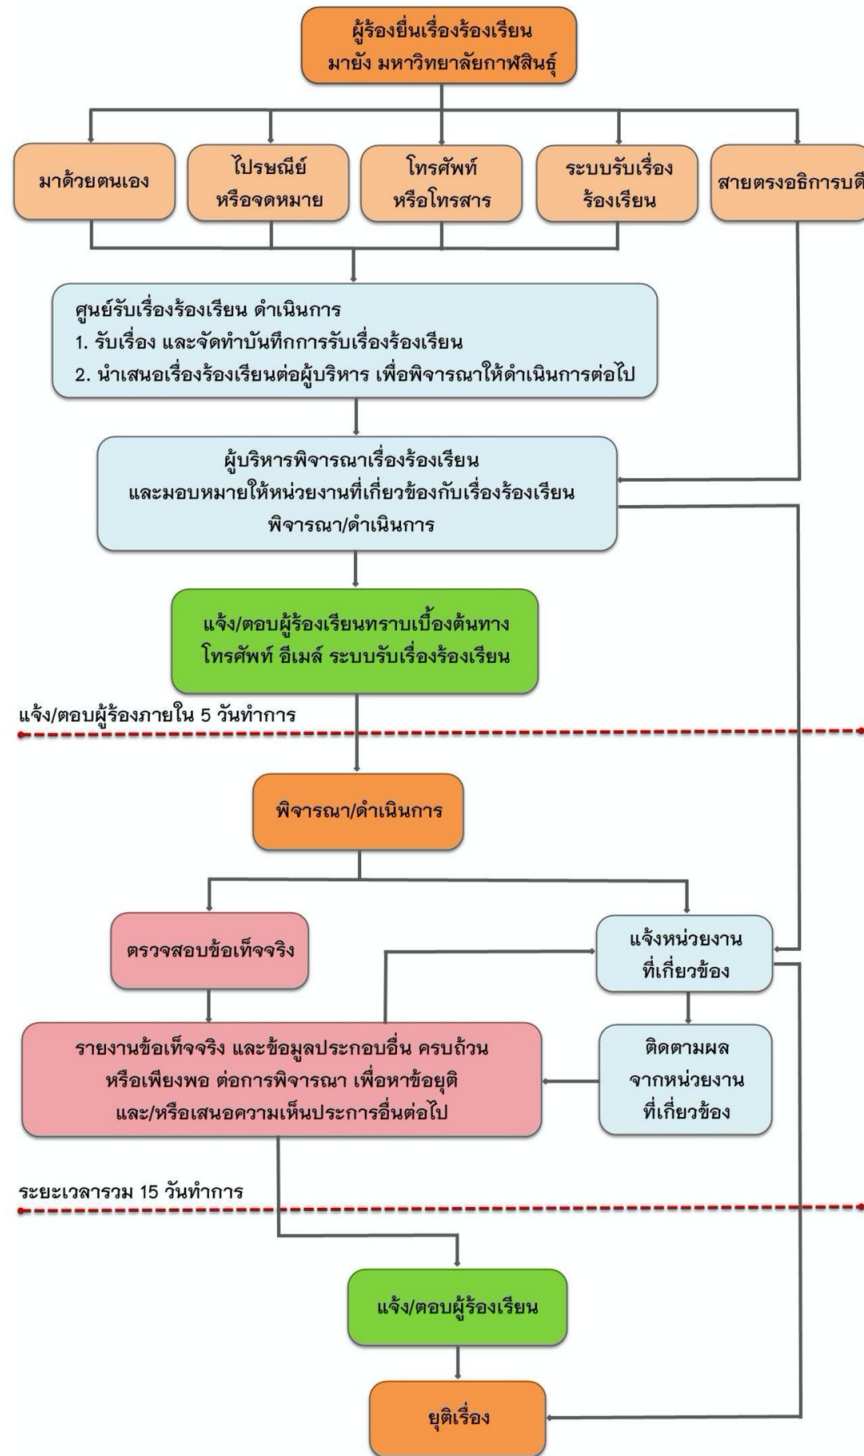 ผู้ร้องยื่นเรื่องร้องเรียน
มายัง มหาวิทยาลัยกาฬสินธุ์
มาด้วยตนเอง
ไปรษณีย์
หรือจดหมาย
โทรศัพท์
หรือโทรสาร
ระบบรับเรื่อง
ร้องเรียน
สายตรงอธิการบดี
ศูนย์รับเรื่องร้องเรียน ดำเนินการ
1. รับเรื่อง และจัดทำบันทึกการรับเรื่องร้องเรียน
2. นำเสนอเรื่องร้องเรียนต่อผู้บริหาร เพื่อพิจารณาให้ดำเนินการต่อไป
ผู้บริหารพิจารณาเรื่องร้องเรียน
และมอบหมายให้หน่วยงานที่เกี่ยวข้องกับเรื่องร้องเรียน
พิจารณา/ดำเนินการ
แจ้ง/ตอบผู้ร้องเรียนทราบเบื้องต้นทาง
โทรศัพท์ อีเมล์ ระบบรับเรื่องร้องเรียน
แจ้ง/ตอบผู้ร้องภายใน 5 วันทำการ
พิจารณา/ดำเนินการ
ตรวจสอบข้อเท็จจริง
แจ้งหน่วยงาน
ที่เกี่ยวข้อง
รายงานข้อเท็จจริง และข้อมูลประกอบอื่น ครบถ้วน
หรือเพียงพอ ต่อการพิจารณา เพื่อหาข้อยุติ
และ/หรือเสนอความเห็นประการอื่นต่อไป
ติดตามผล
จากหน่วยงาน
ที่เกี่ยวข้อง
ระยะเวลารวม 15 วันทำการ
แจ้ง/ตอบผู้ร้องเรียน
ยุติเรื่อง